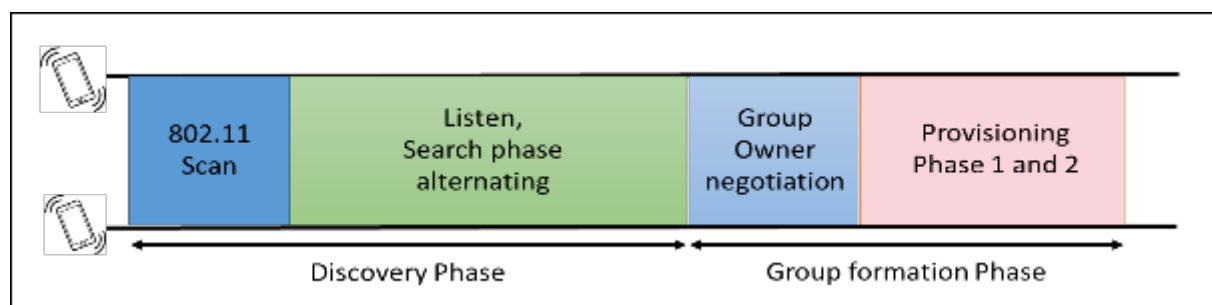 802.11
Scan
Listen,
Search phase
alternating
Group
Owner
negotiation
Provisioning
Phase 1 and 2
Discovery Phase
Group formation Phase